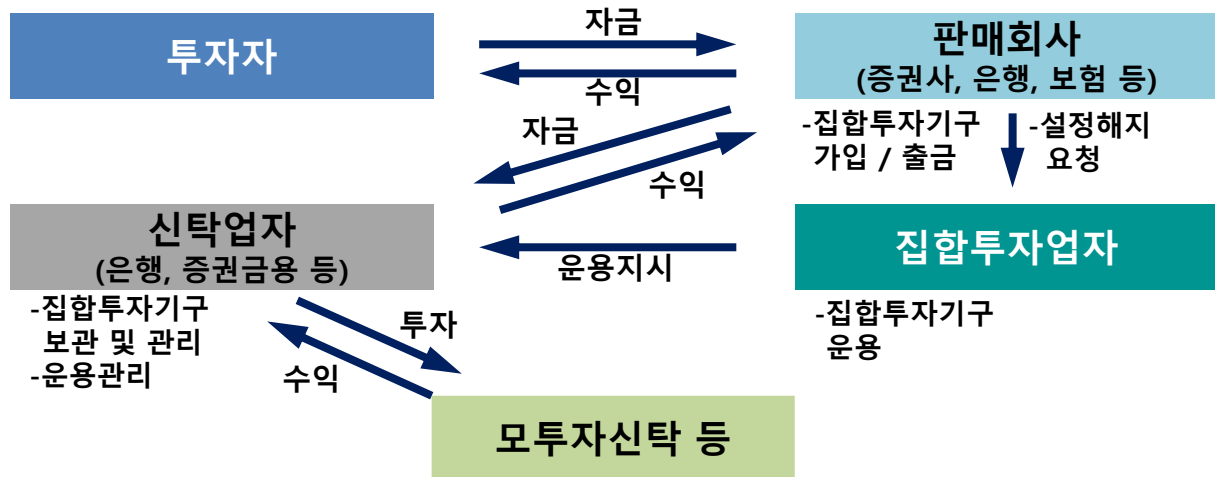 투자자
자금
수익
판매회사
(증권사, 은행, 보험 등)
자금
수익
-집합투자기구
가입 / 출금
-설정해지
요청
신탁업자
(은행, 증권금융 등)
운용지시
집합투자업자
-집합투자기구
보관 및 관리
-운용관리
투자
수익
-집합투자기구
운용
모투자신탁 등